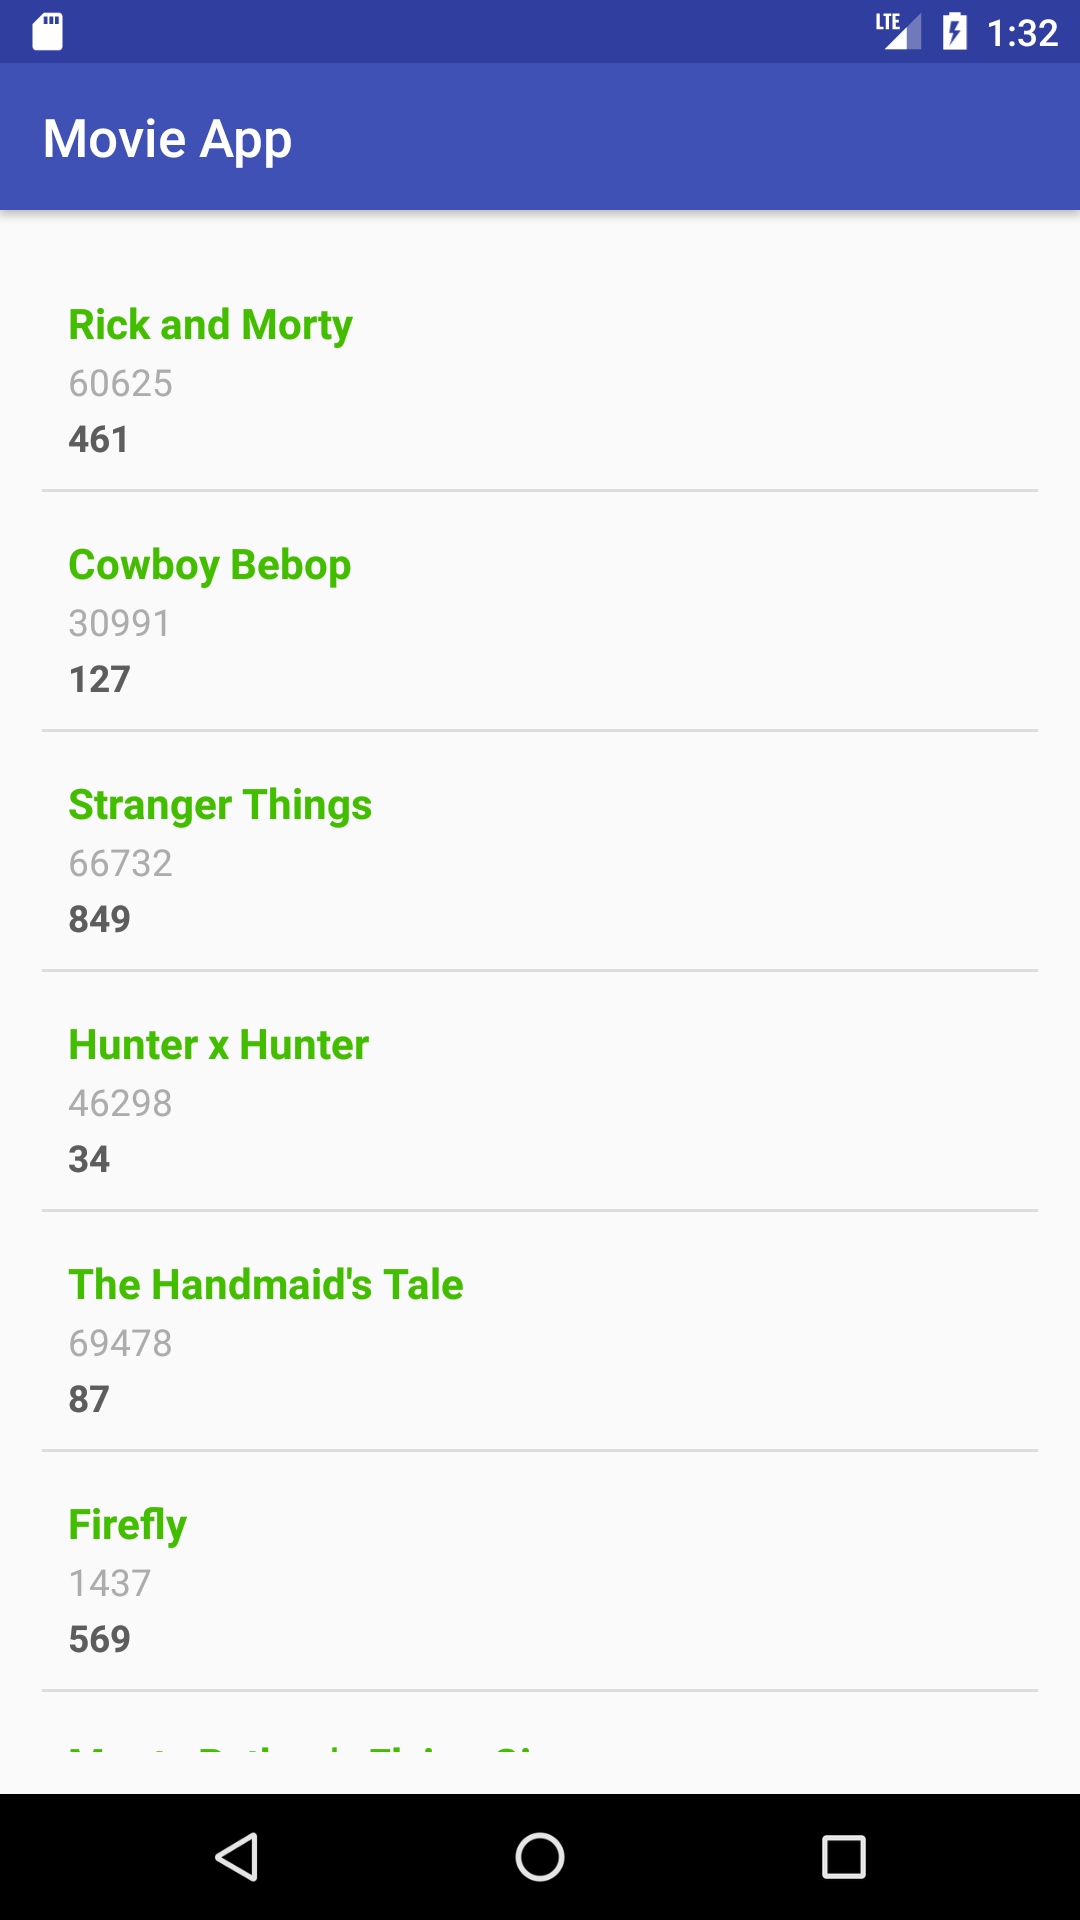 LTE 1:32
Movie App
Rick and Morty
60625
461
Cowboy Bebop
30991
127
Stranger Things
66732
849
Hunter x Hunter
46298
34
The Handmaid's Tale
69478
87
Firefly
1437
569